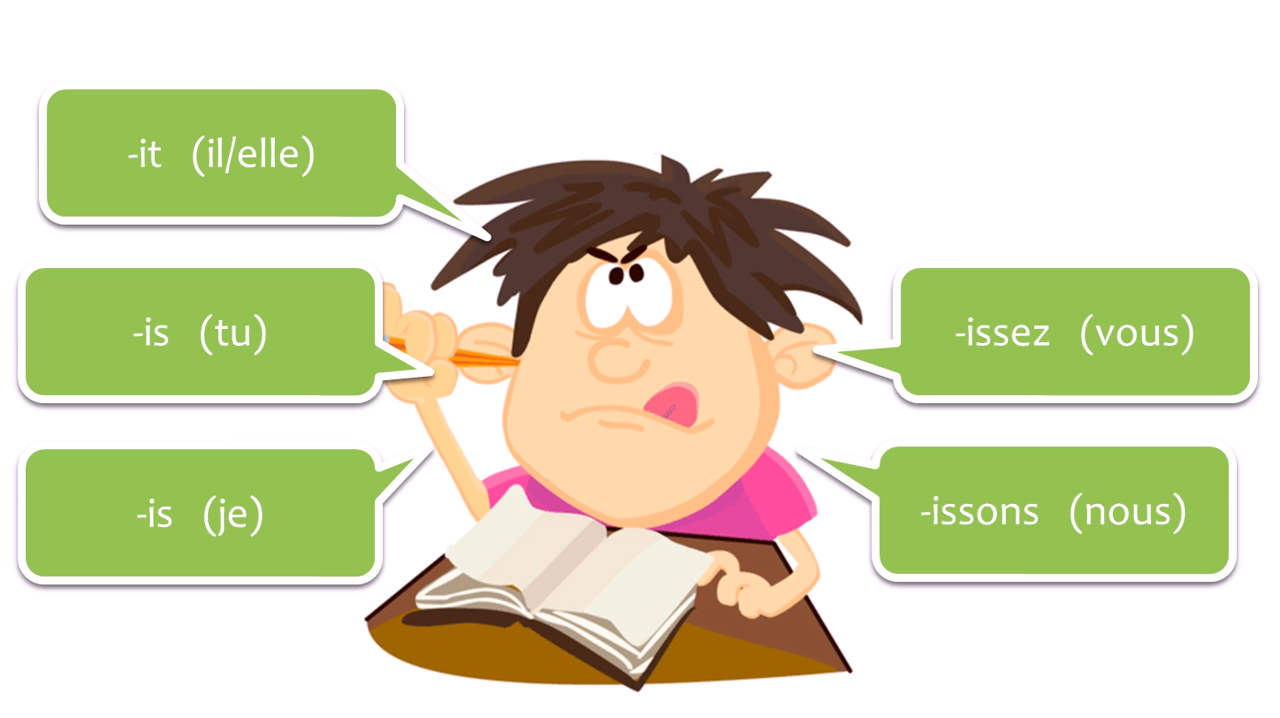 -it (il/elle)
-is (tu)
-is (je)
-issez (vous)
-issons (nous)